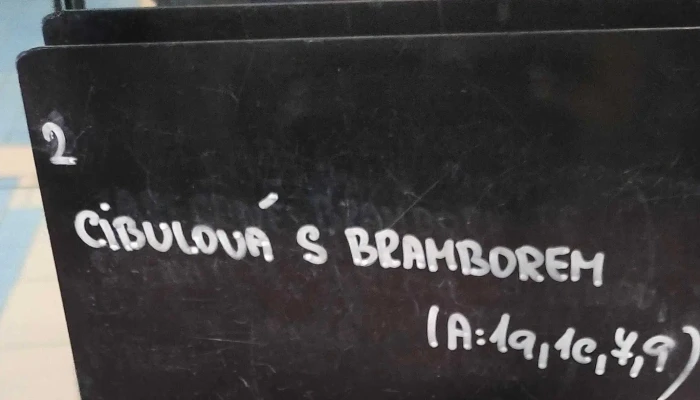 2
CIBULOVÁ S BRAMBOREM
(A:1a,1c,7,9)